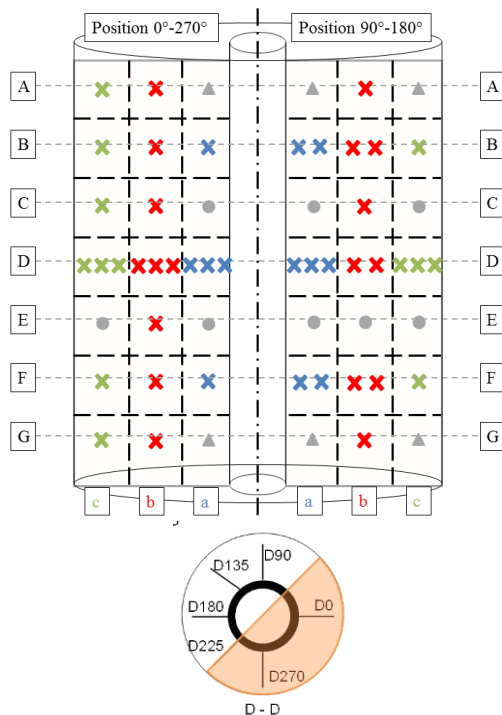 Position 0°-270° Position 90°-180°
A A
B B
C C
D D
E E
F F
G G
c b a a b c
D90
D135
D180 D0
D225
D270
D - D